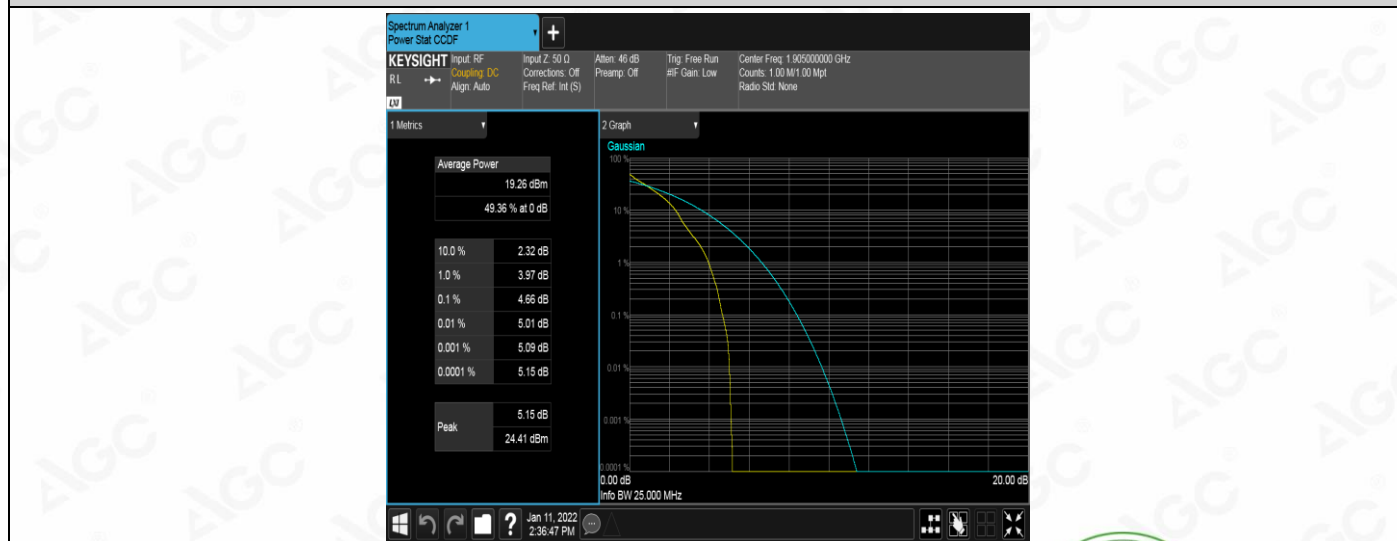 Spectrum Analyzer 1
Power Stat CCDF
+
KEYSIGHT Input: RF Input Z: 50 Ω Atten: 46 dB Trig: Free Run Center Freq: 1.905000000 GHz
RL Coupling: DC Corrections: Off Preamp: Off #IF Gain: Low Counts: 1.00 M/1.00 Mpt
Align: Auto Freq Ref: Int (S) Radio Std: None
LXI
1 Metrics
Average Power
19.26 dBm
49.36 % at 0 dB
10.0 % 2.32 dB
1.0 % 3.97 dB
0.1 % 4.66 dB
0.01 % 5.01 dB
0.001 % 5.09 dB
0.0001 % 5.15 dB
Peak
5.15 dB
24.41 dBm
2 Graph
Gaussian
100 %
10 %
1 %
0.1 %
0.01 %
0.001 %
0.0001 %
0.00 dB 20.00 dB
Info BW 25.000 MHz
?
Jan 11, 2022
2:36:47 PM
AGC